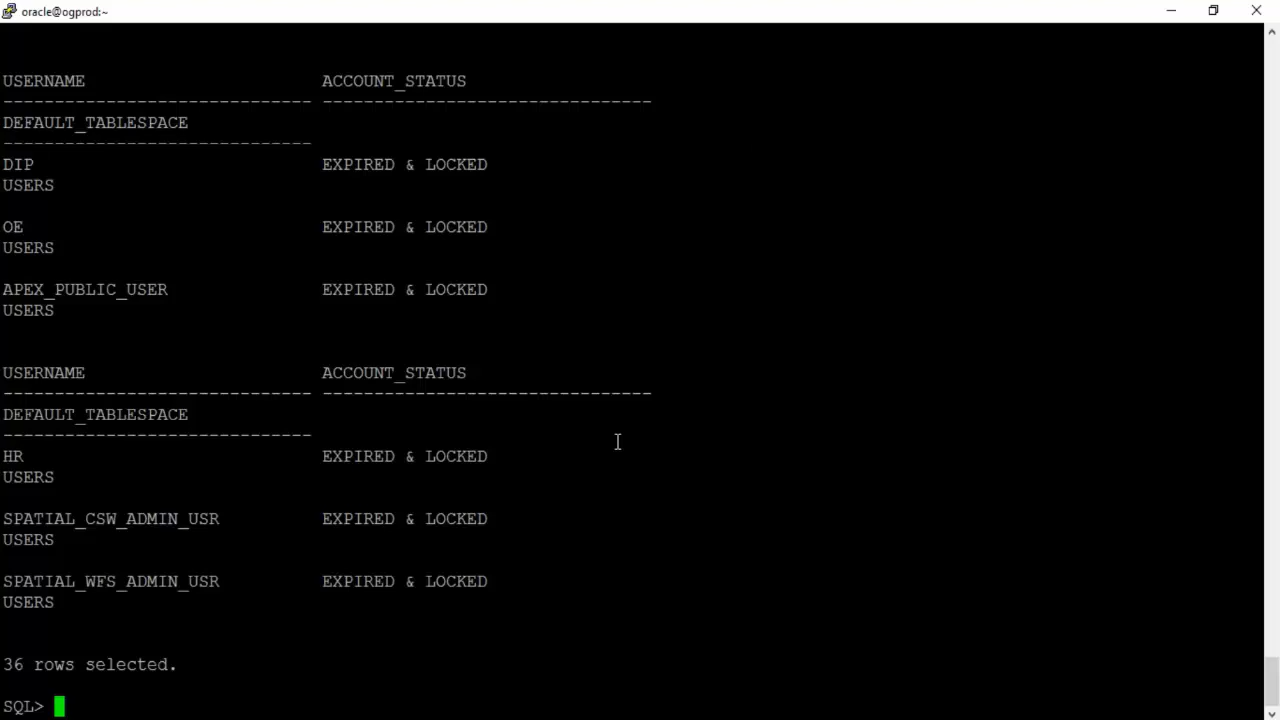 oracle@ogprod:~
USERNAME                       ACCOUNT_STATUS
------------------------------ --------------------------------
DEFAULT_TABLESPACE
------------------------------
DIP                            EXPIRED & LOCKED
USERS
OE                             EXPIRED & LOCKED
USERS
APEX_PUBLIC_USER               EXPIRED & LOCKED
USERS
USERNAME                       ACCOUNT_STATUS
------------------------------ --------------------------------
DEFAULT_TABLESPACE
------------------------------
HR                             EXPIRED & LOCKED
USERS
SPATIAL_CSW_ADMIN_USR          EXPIRED & LOCKED
USERS
SPATIAL_WFS_ADMIN_USR          EXPIRED & LOCKED
USERS
36 rows selected.
SQL>